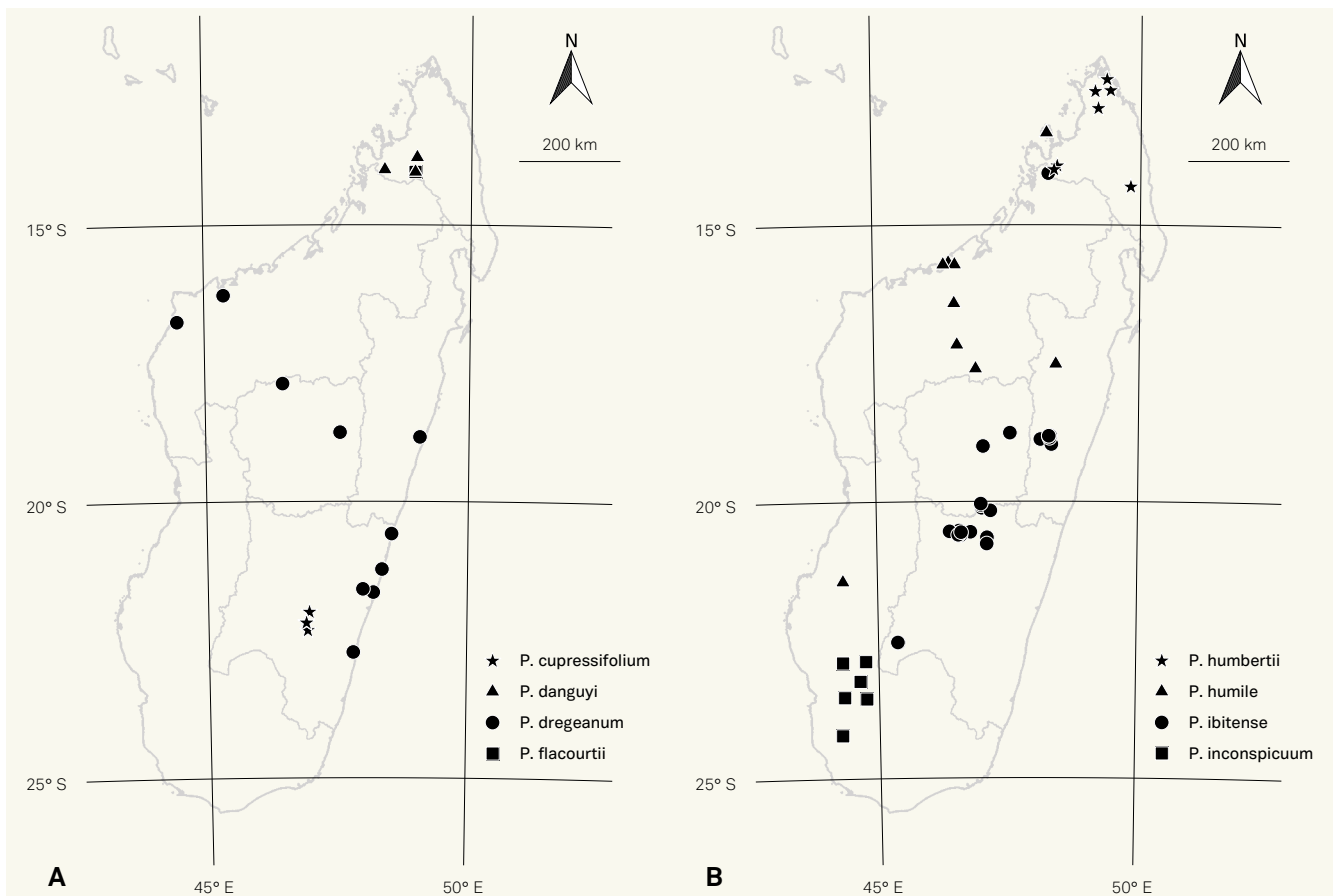 N
200 km
15° S
20° S
25° S
P. cupressifolium
P. danguyi
P. dregeanum
P. flacourtii
A
45° E
50° E
N
200 km
15° S
20° S
25° S
P. humbertii
P. humile
P. ibitense
P. inconspicuum
B
45° E
50° E